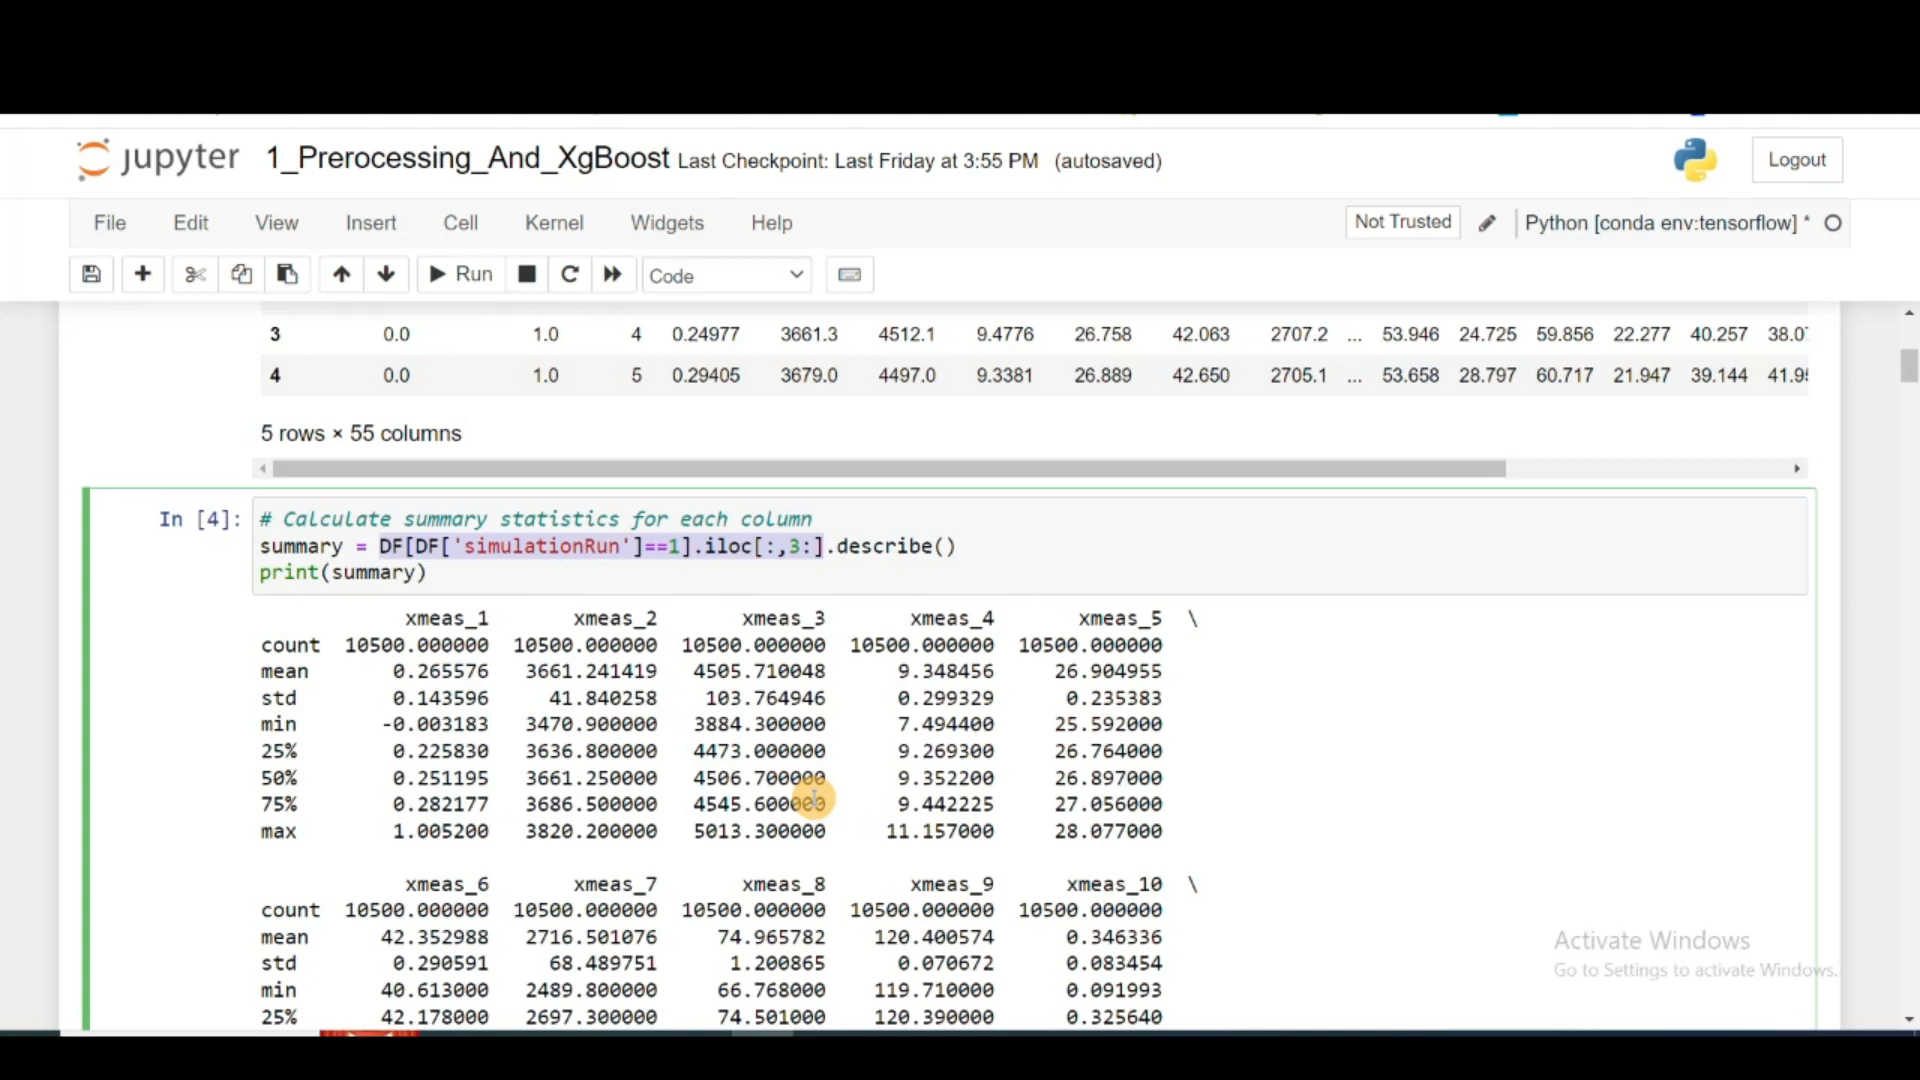 jupyter 1_Prerocessing_And_XgBoost Last Checkpoint: Last Friday at 3:55 PM (autosaved) Logout
File Edit View Insert Cell Kernel Widgets Help Not Trusted Python [conda env:tensorflow] *
Run Code
3 0.0 1.0 4 0.24977 3661.3 4512.1 9.4776 26.758 42.063 2707.2 ... 53.946 24.725 59.856 22.277 40.257
4 0.0 1.0 5 0.29405 3679.0 4497.0 9.3381 26.889 42.650 2705.1 ... 53.658 28.797 60.717 21.947 39.144
5 rows × 55 columns
In [4]: # Calculate summary statistics for each column
summary = DF[DF['simulationRun']==1].iloc[:,3:].describe()
print(summary)
xmeas_1 xmeas_2 xmeas_3 xmeas_4 xmeas_5 \
count 10500.000000 10500.000000 10500.000000 10500.000000 10500.000000
mean 0.265576 3661.241419 4505.710048 9.348456 26.904955
std 0.143596 41.840258 103.764946 0.299329 0.235383
min -0.003183 3470.900000 3884.300000 7.494400 25.592000
25% 0.225830 3636.800000 4473.000000 9.269300 26.764000
50% 0.251195 3661.250000 4506.700000 9.352200 26.897000
75% 0.282177 3686.500000 4545.600000 9.442225 27.056000
max 1.005200 3820.200000 5013.300000 11.157000 28.077000
xmeas_6 xmeas_7 xmeas_8 xmeas_9 xmeas_10 \
count 10500.000000 10500.000000 10500.000000 10500.000000 10500.000000
mean 42.352988 2716.501076 74.965782 120.400574 0.346336
std 0.290591 68.489751 1.200865 0.070672 0.083454
min 40.613000 2489.800000 66.768000 119.710000 0.091993
25% 42.178000 2697.300000 74.501000 120.390000 0.325640
Activate Windows
Go to Settings to activate Windows.